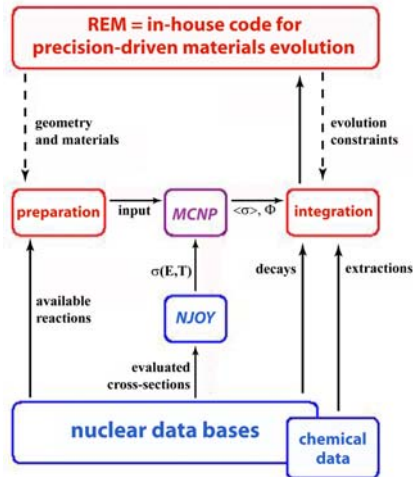 REM = in-house code for
precision-driven materials evolution
geometry
and materials
evolution
constraints
preparation
input
MCNP
<σ>, Φ
integration
σ(E,T)
decays
extractions
available
reactions
NJOY
evaluated
cross-sections
nuclear data bases
chemical
data